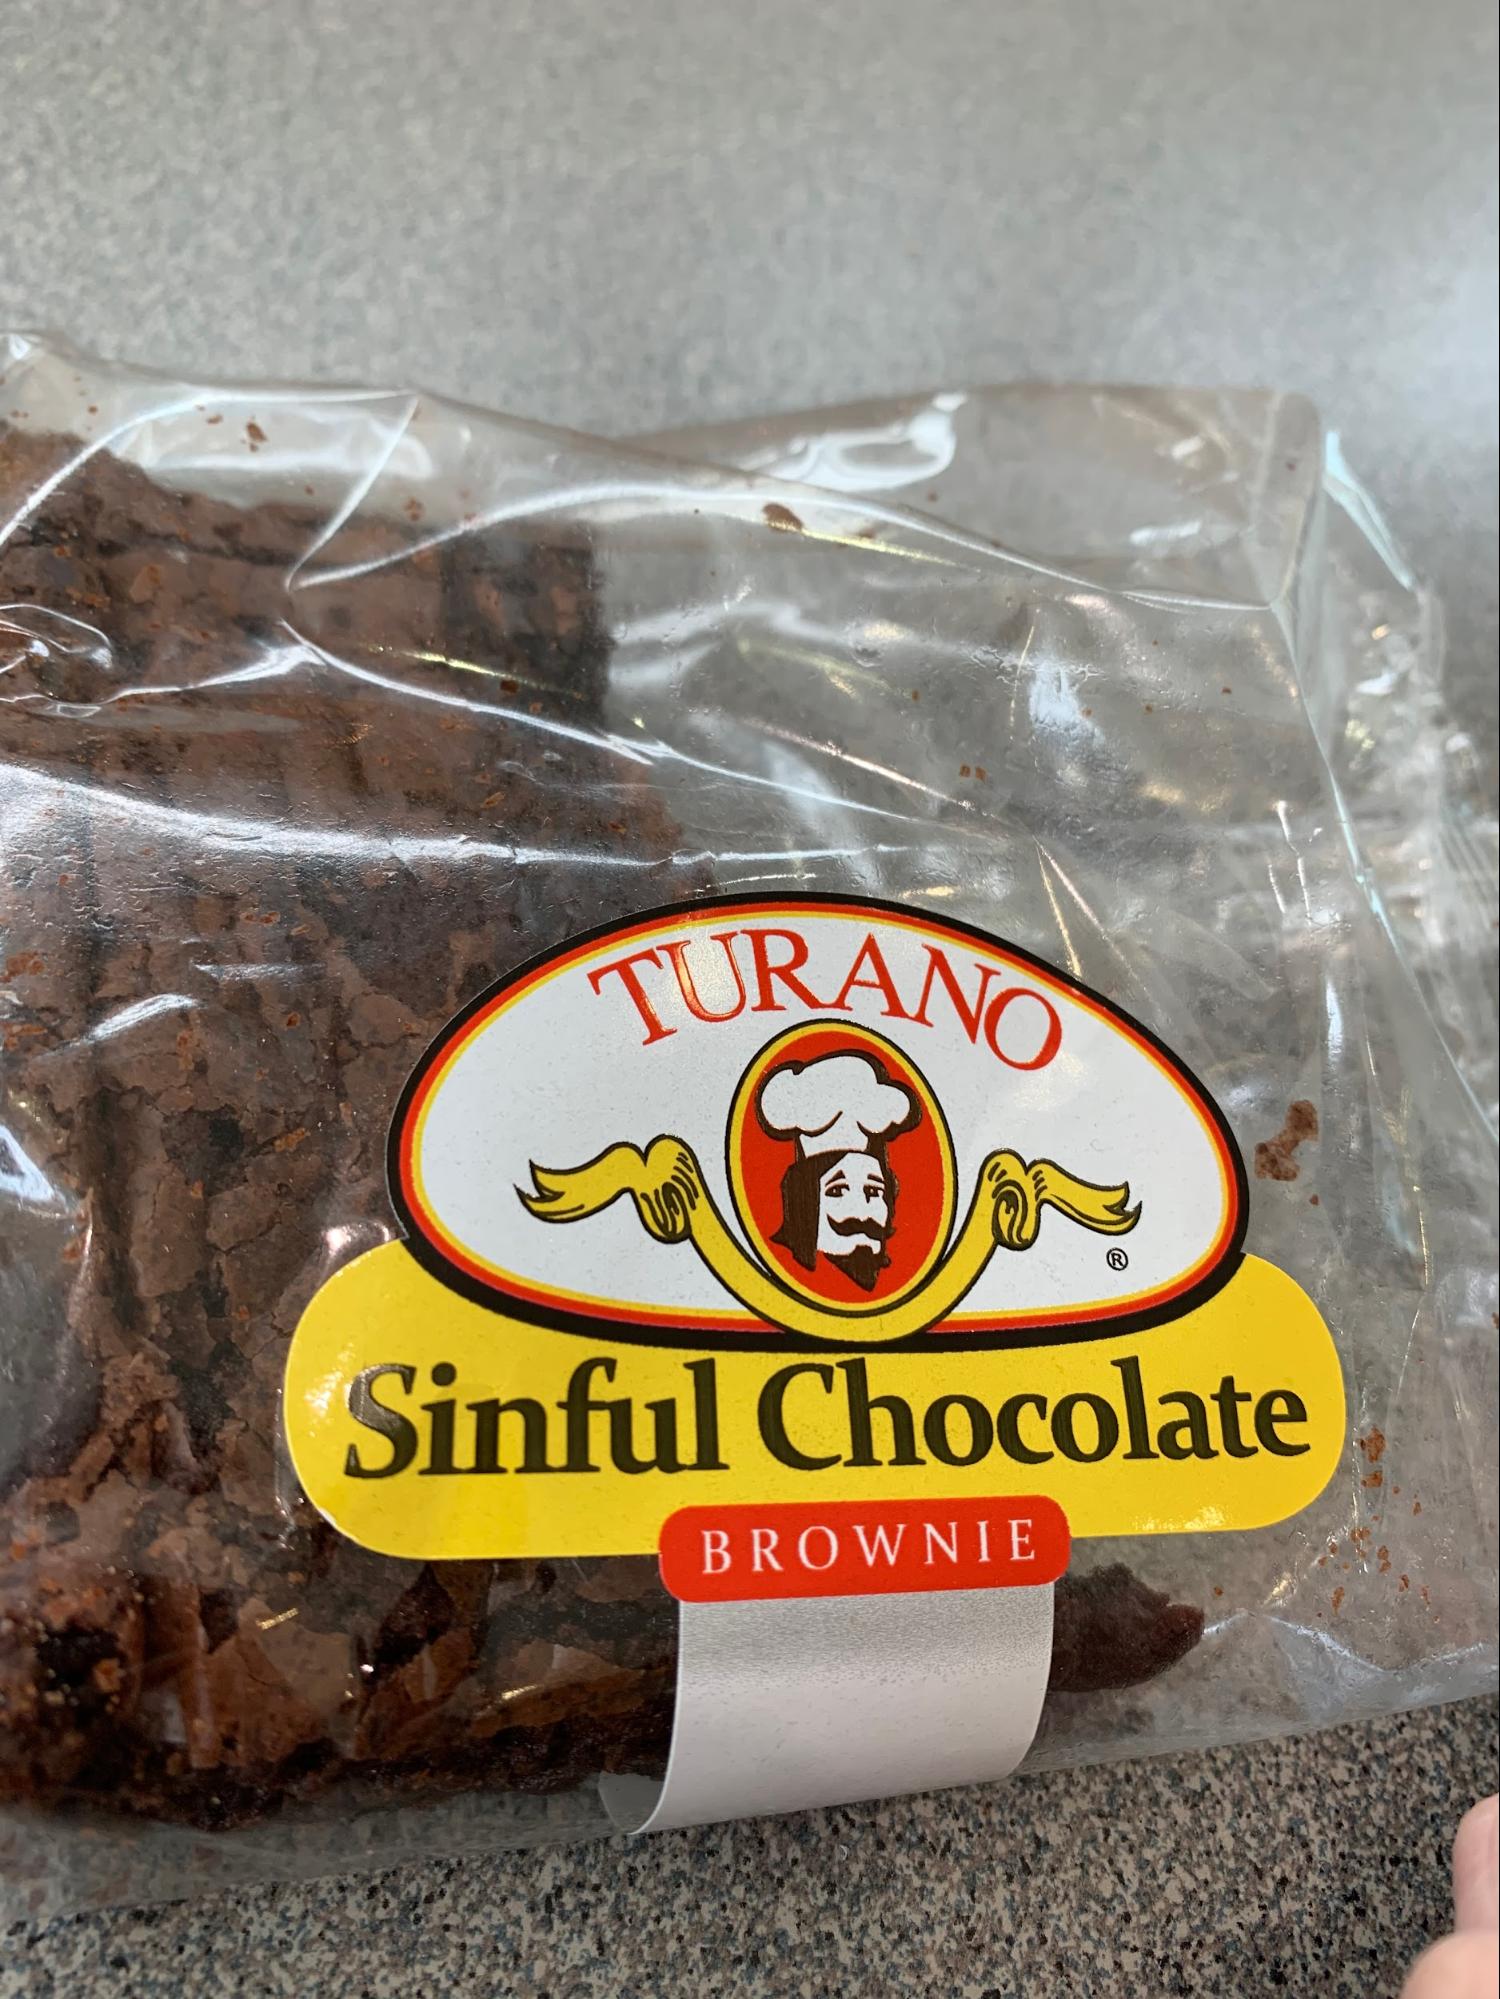 TURANO
®
Sinful Chocolate
BROWNIE